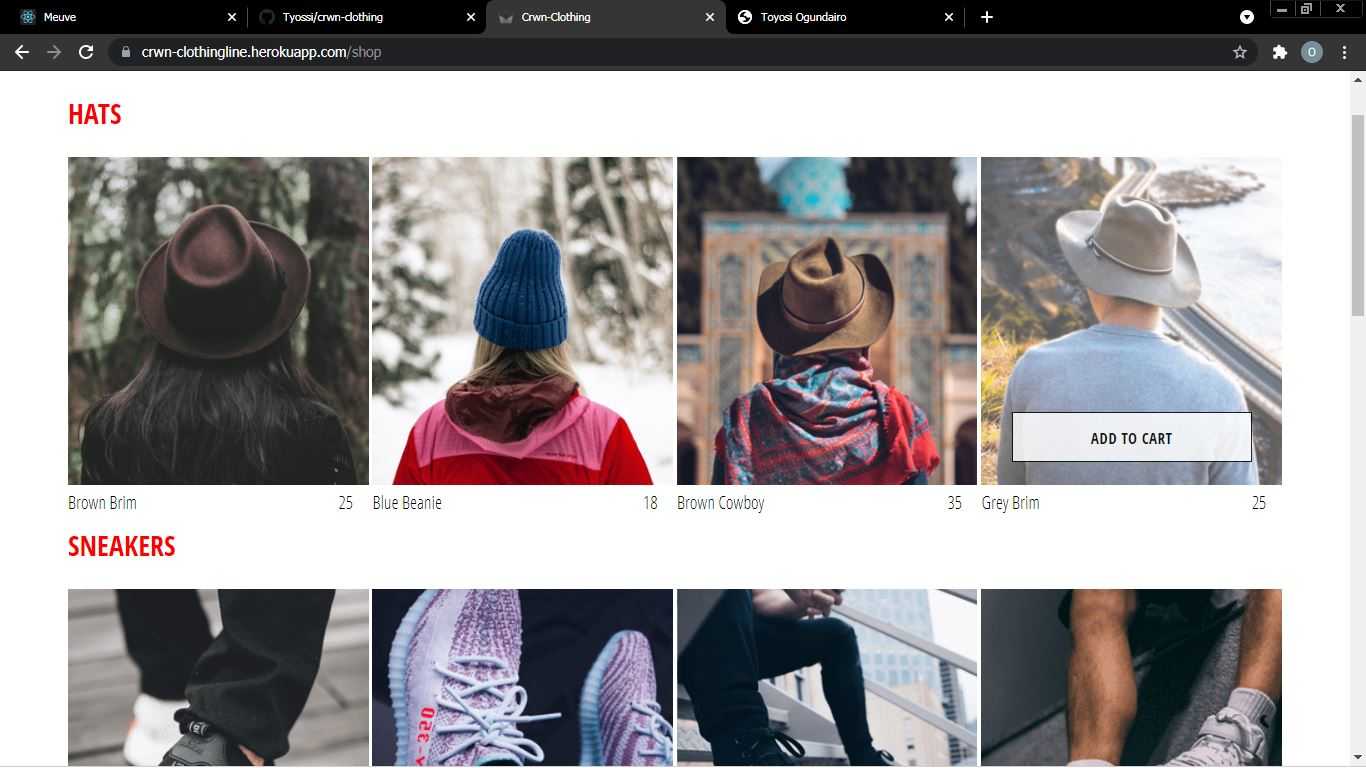 Meuve
Tyossi/crwn-clothing
Crwn-Clothing
Toyosi Ogundairo
crwn-clothingline.herokuapp.com/shop
O
HATS
ADD TO CART
Brown Brim 25
Blue Beanie 18
Brown Cowboy 35
Grey Brim 25
SNEAKERS